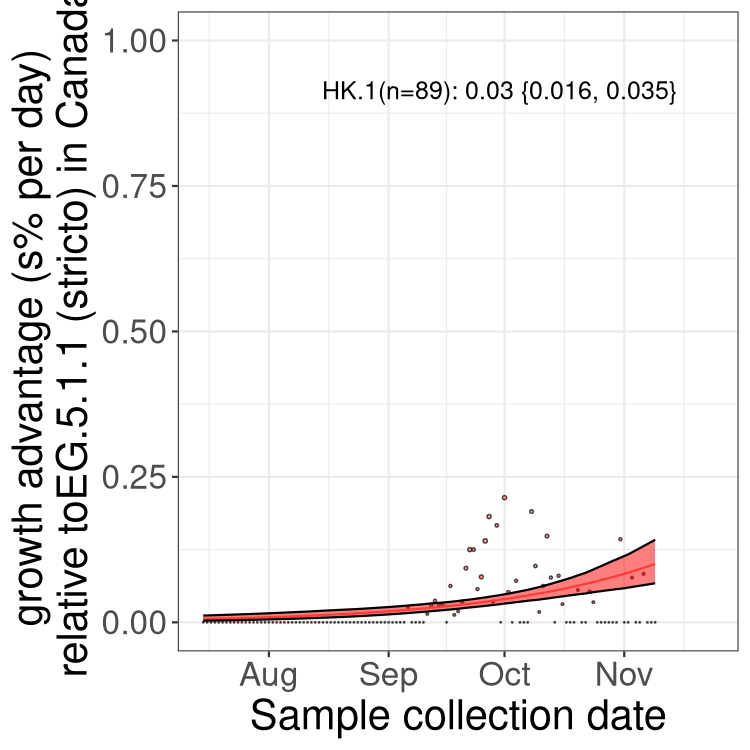 growth advantage (s% per day)
relative toEG.5.1.1 (stricto) in Canada
1.00
0.75
0.50
0.25
0.00
HK.1(n=89): 0.03 {0.016, 0.035}
Aug Sep Oct Nov
Sample collection date